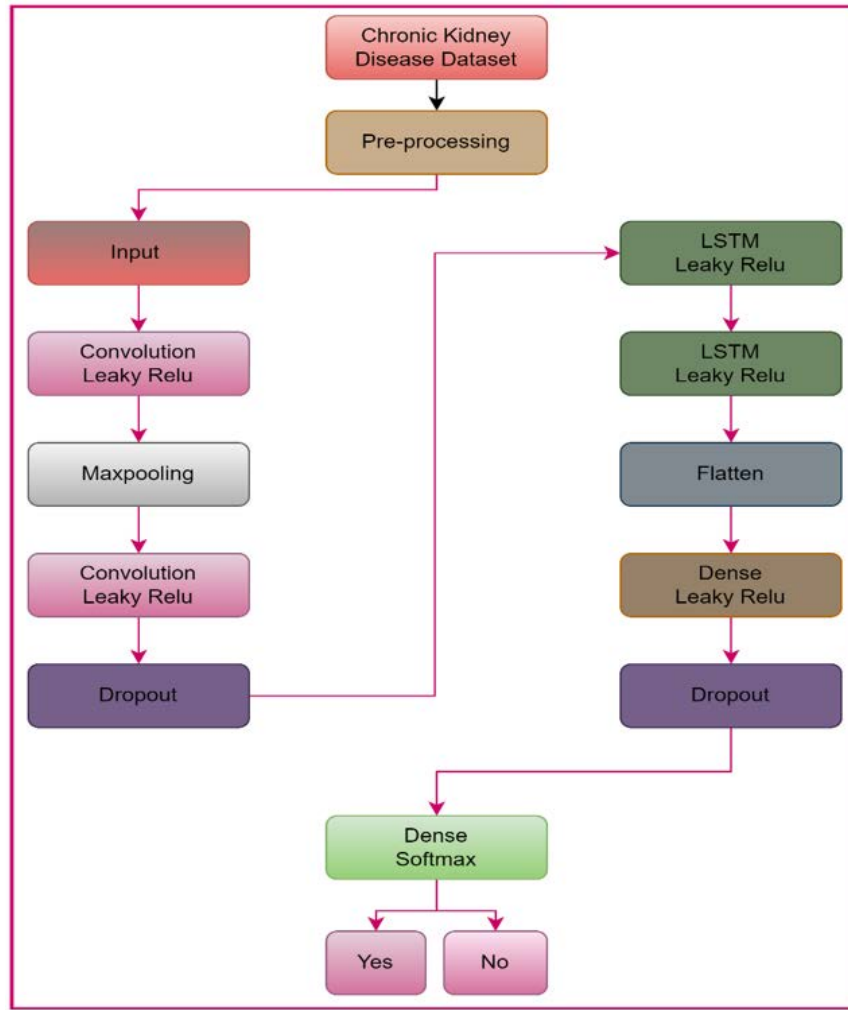 Chronic Kidney
Disease Dataset
Pre-processing
Input
Convolution
Leaky Relu
Maxpooling
Convolution
Leaky Relu
Dropout
LSTM
Leaky Relu
LSTM
Leaky Relu
Flatten
Dense
Leaky Relu
Dropout
Dense
Softmax
Yes
No